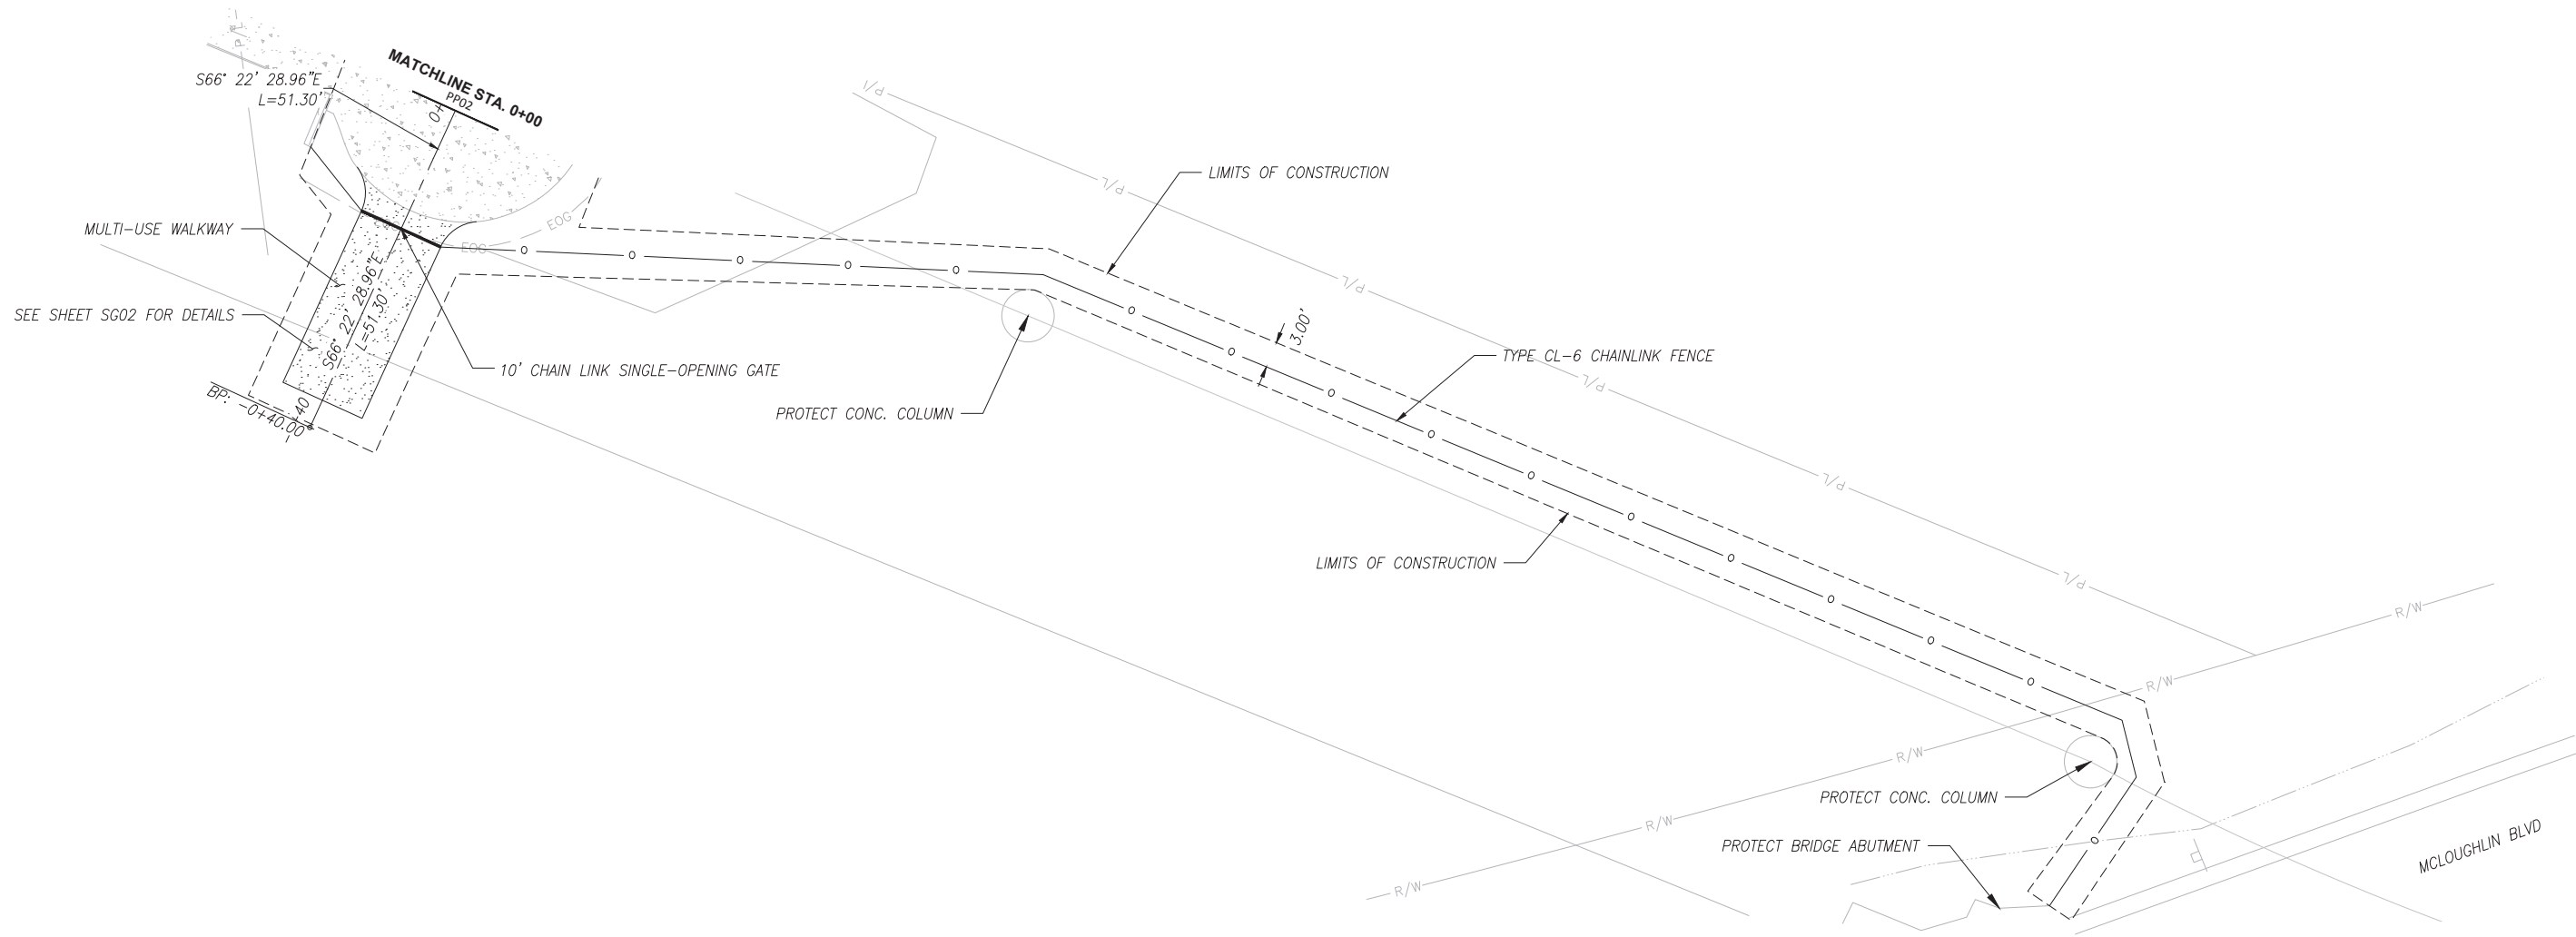 P/L
S66° 22' 28.96"E
L=51.30'
MATCHLINE STA. 0+00
PP02
0+
P/L
LIMITS OF CONSTRUCTION
P/L
MULTI-USE WALKWAY
EOG
EOG
S66° 22' 28.96"E
L=51.30'
P/L
SEE SHEET SG02 FOR DETAILS
3.00'
TYPE CL-6 CHAINLINK FENCE
10' CHAIN LINK SINGLE-OPENING GATE
P/L
BP: -0+40.00
+40
PROTECT CONC. COLUMN
P/L
LIMITS OF CONSTRUCTION
P/L
R/W
R/W
R/W
PROTECT CONC. COLUMN
R/W
PROTECT BRIDGE ABUTMENT
MCLOUGHLIN BLVD
R/W